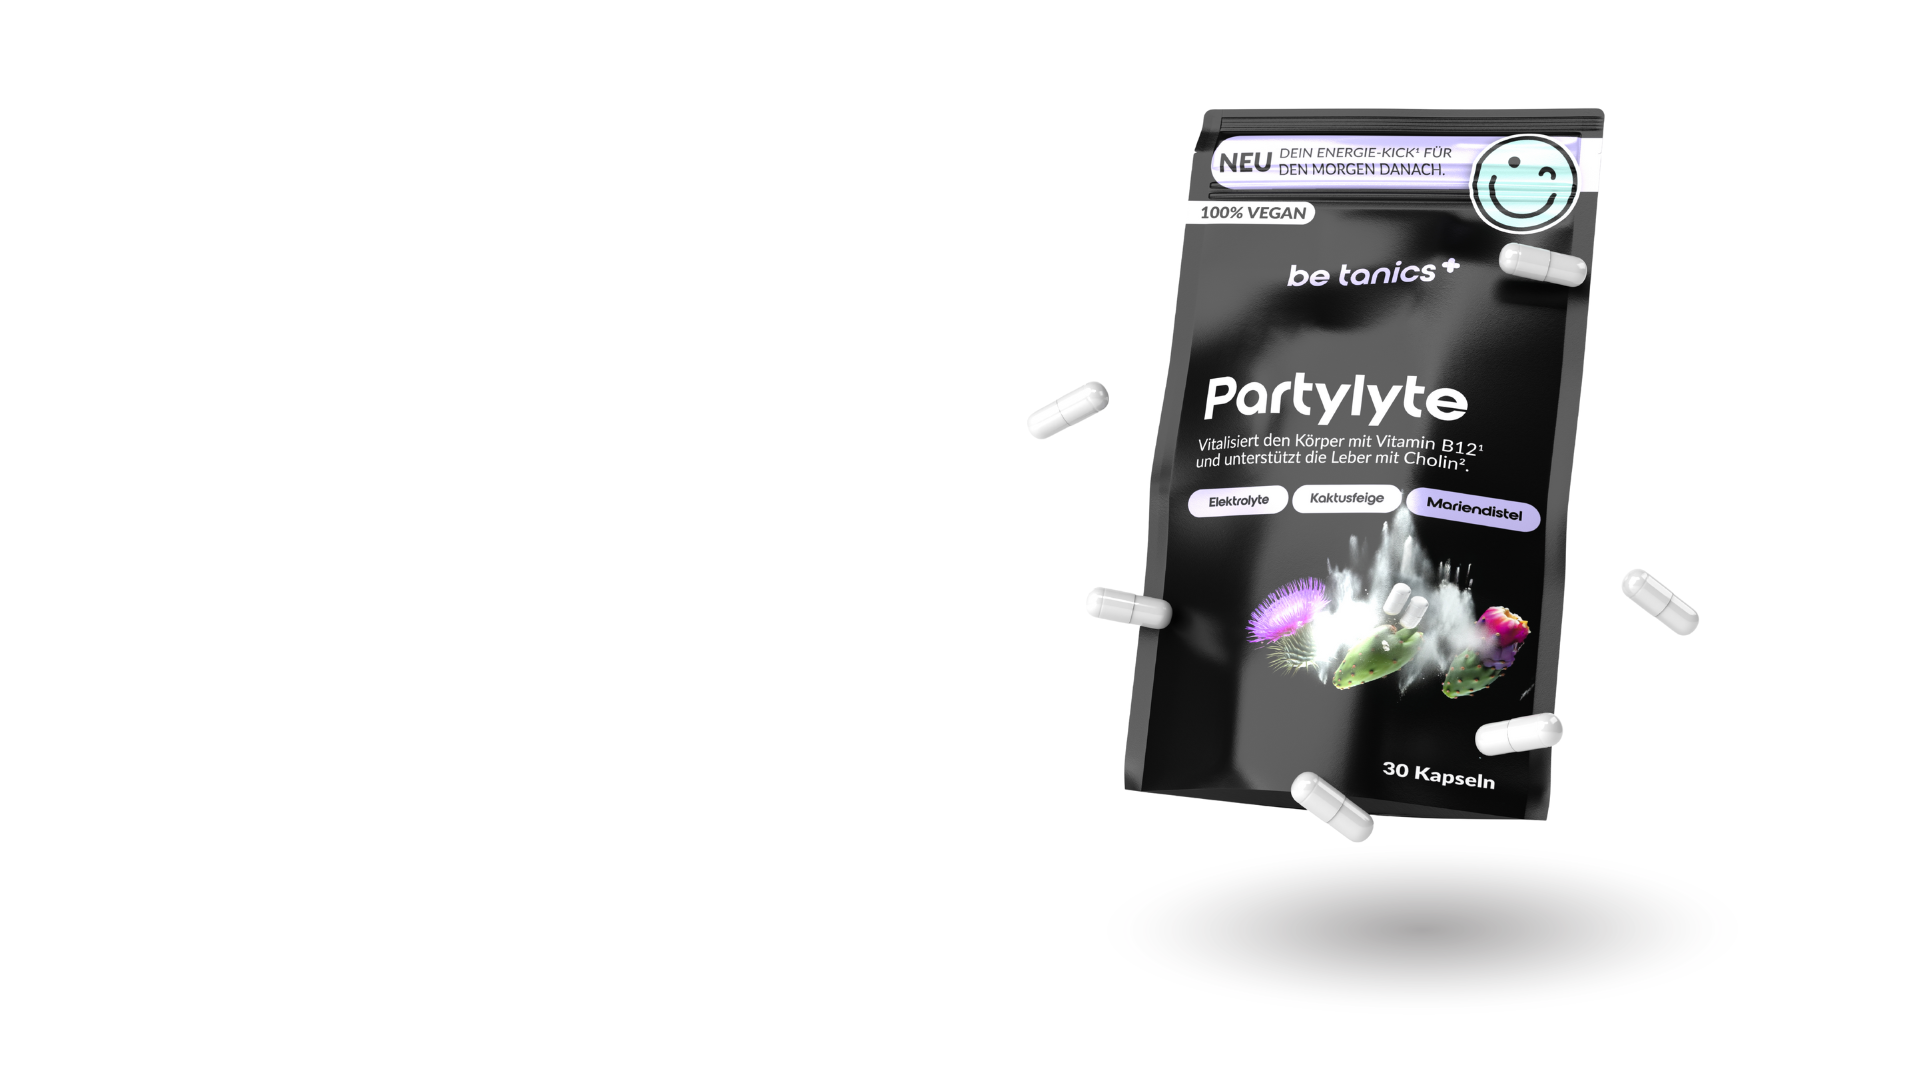 NEU
DEIN ENERGIE-KICK¹ FÜR
DEN MORGEN DANACH.
100% VEGAN
be tanics+
Partylyte
Vitalisiert den Körper mit Vitamin B12¹
und unterstützt die Leber mit Cholin².
Elektrolyte
Kaktusfeige
Mariendistel
30 Kapseln